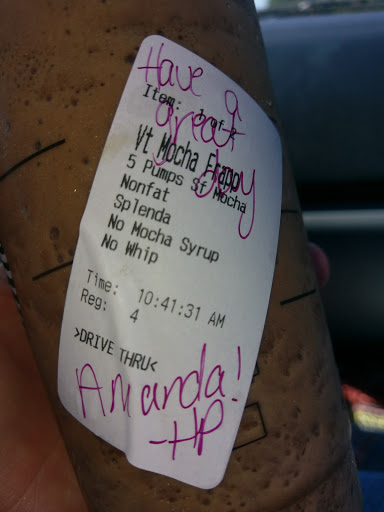 Have a
great
day
Item: 1 of 2
Vt Mocha Frapp
5 Pumps Sf Mocha
Nonfat
Splenda
No Mocha Syrup
No Whip
Time: 10:41:31 AM
Reg: 4
>DRIVE THRU<
Amanda!
-HP